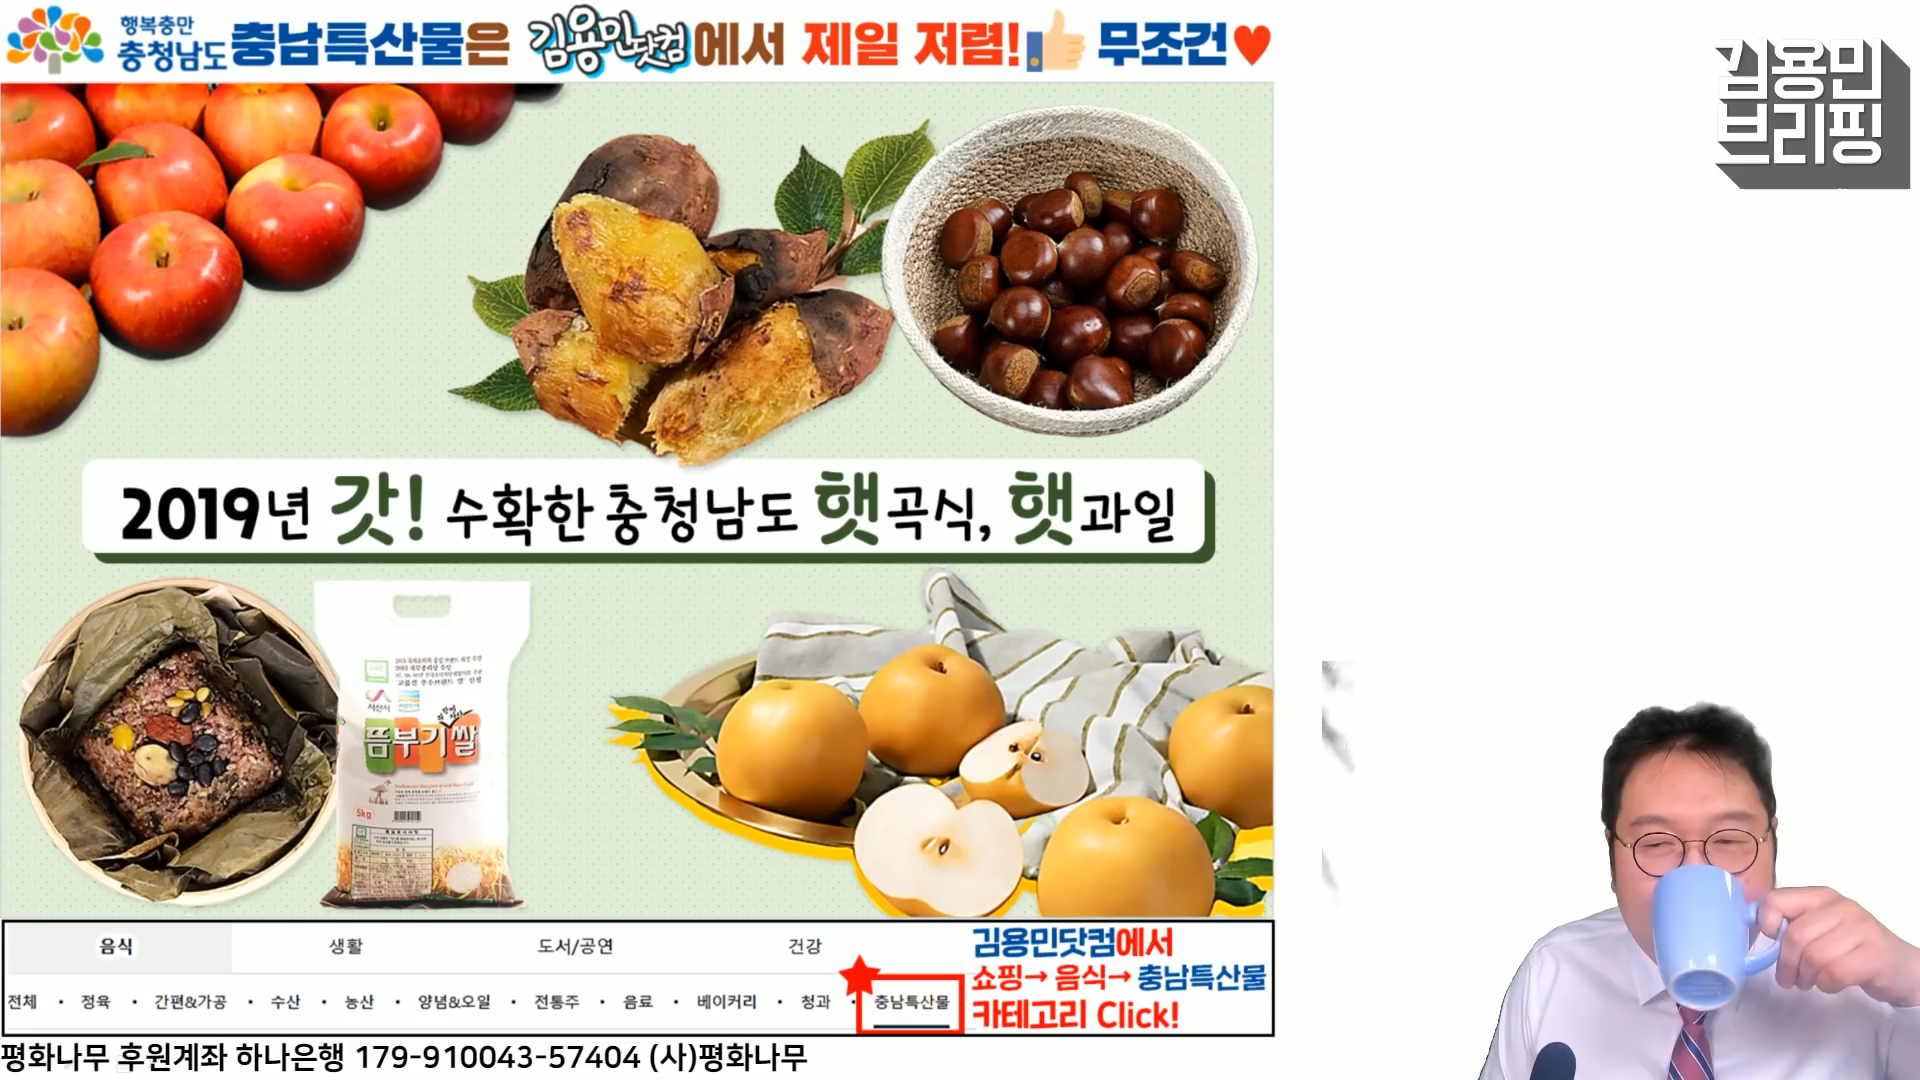 행복충만
충청남도
충남특산물은 김용민닷컴에서 제일 저렴! 무조건
김용민
브리핑
2019년 갓! 수확한 충청남도 햇곡식, 햇과일
서산시
뜸부기쌀
5kg
음식 생활 도서/공연 건강
전체 · 정육 · 간편&가공 · 수산 · 농산 · 양념&오일 · 전통주 · 음료 · 베이커리 · 청과 · 충남특산물
김용민닷컴에서
쇼핑→ 음식→ 충남특산물
카테고리 Click!
평화나무 후원계좌 하나은행 179-910043-57404 (사)평화나무